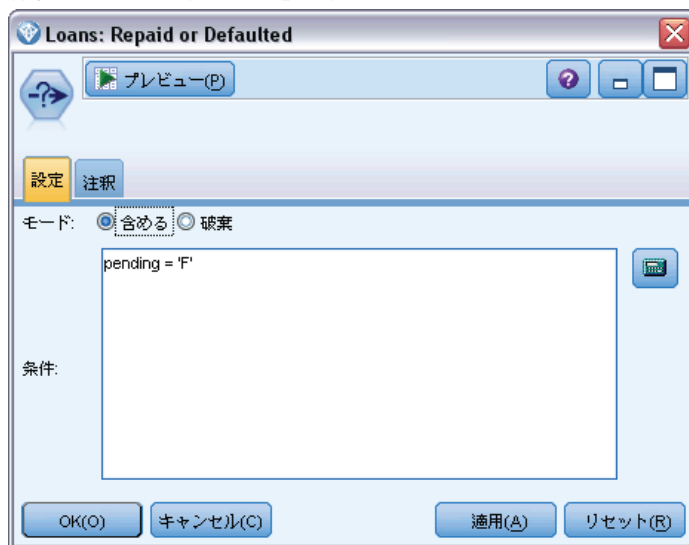 Loans: Repaid or Defaulted
プレビュー(P)
設定 注釈
モード: 含める 破棄
pending = 'F'
条件:
OK(O) キャンセル(C) 適用(A) リセット(R)